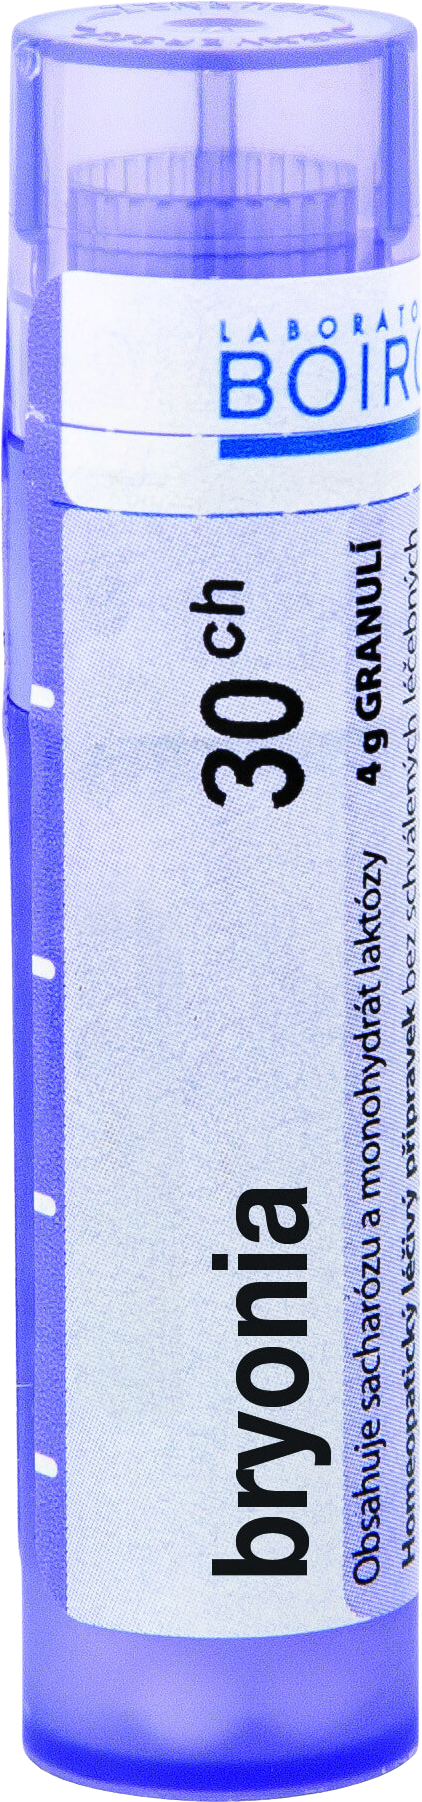 LABORATO
BOIRO
bryonia 30 ch
4 g GRANULÍ
Obsahuje sacharózu a monohydrát laktózy
Homeopatický léčivý přípravek bez schválených léčebných